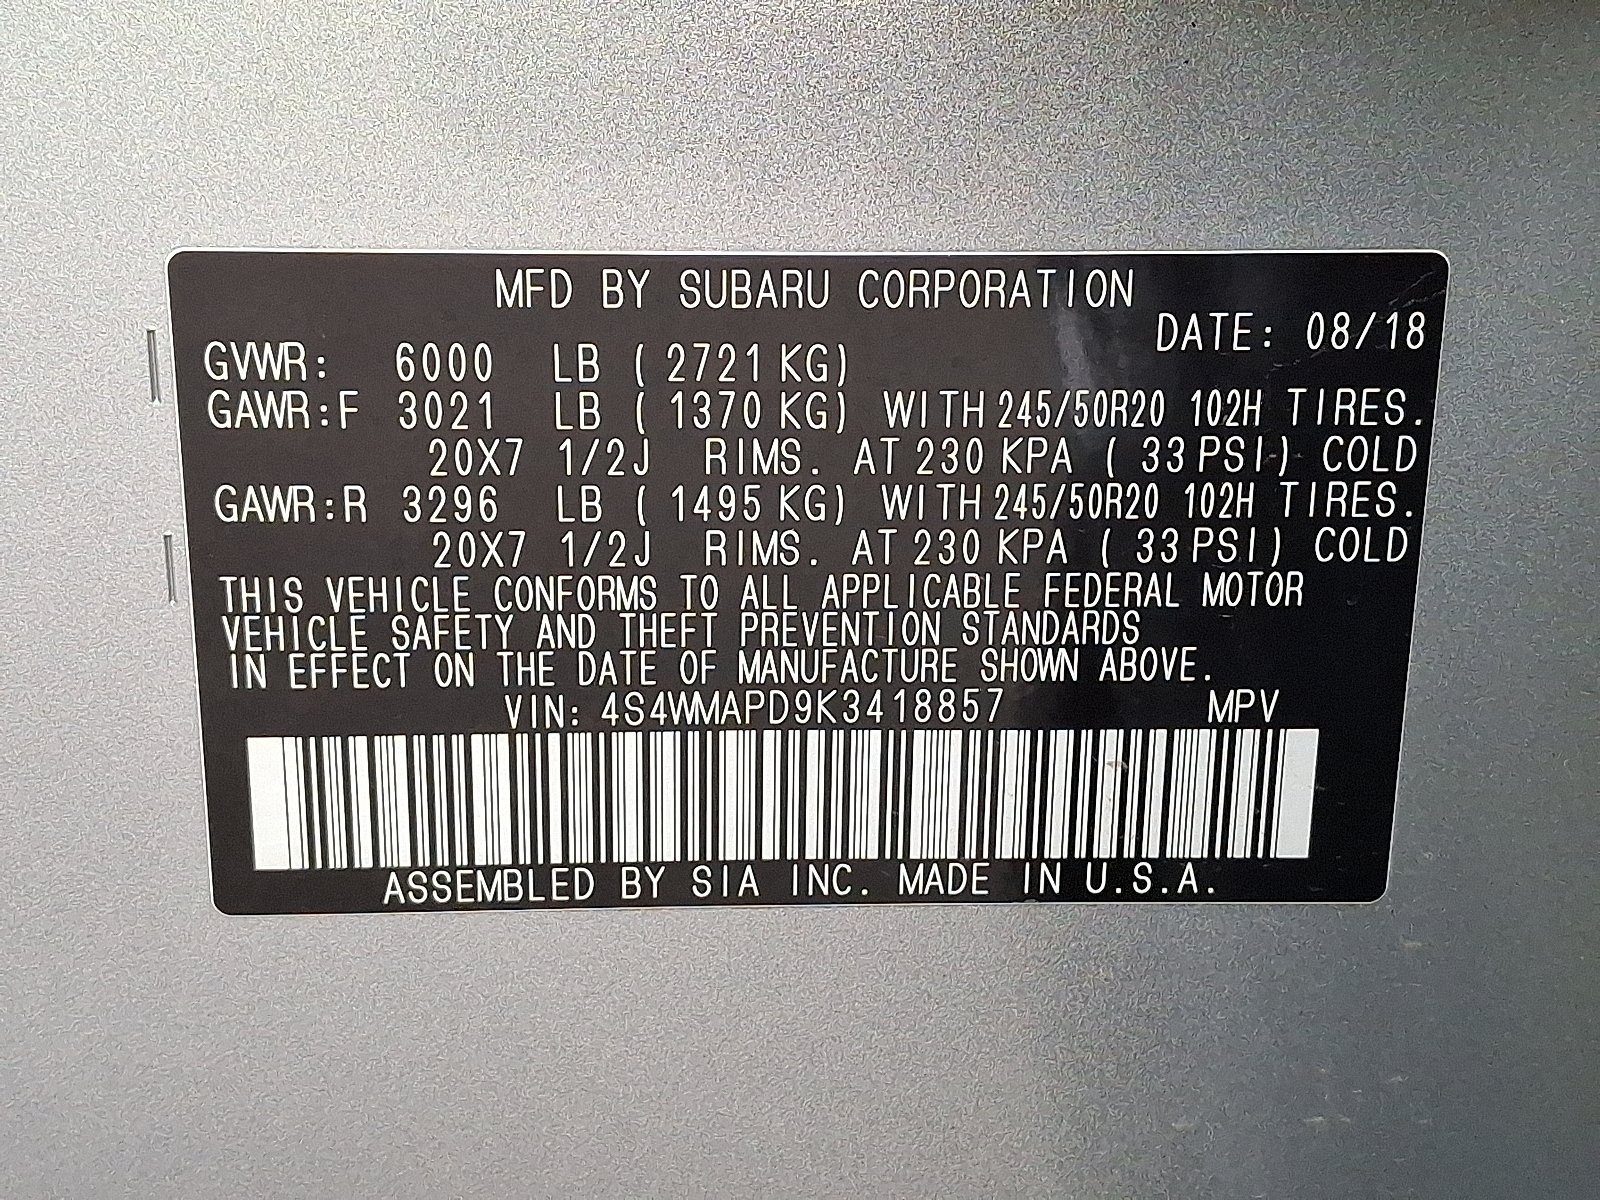 MFD BY SUBARU CORPORATION
DATE: 08/18
GVWR: 6000 LB ( 2721 KG)
GAWR:F 3021 LB ( 1370 KG) WITH 245/50R20 102H TIRES.
20X7 1/2J RIMS. AT 230 KPA ( 33 PSI) COLD
GAWR:R 3296 LB ( 1495 KG) WITH 245/50R20 102H TIRES.
20X7 1/2J RIMS. AT 230 KPA ( 33 PSI) COLD
THIS VEHICLE CONFORMS TO ALL APPLICABLE FEDERAL MOTOR
VEHICLE SAFETY AND THEFT PREVENTION STANDARDS
IN EFFECT ON THE DATE OF MANUFACTURE SHOWN ABOVE.
VIN: 4S4WMAPD9K3418857 MPV
ASSEMBLED BY SIA INC. MADE IN U.S.A.